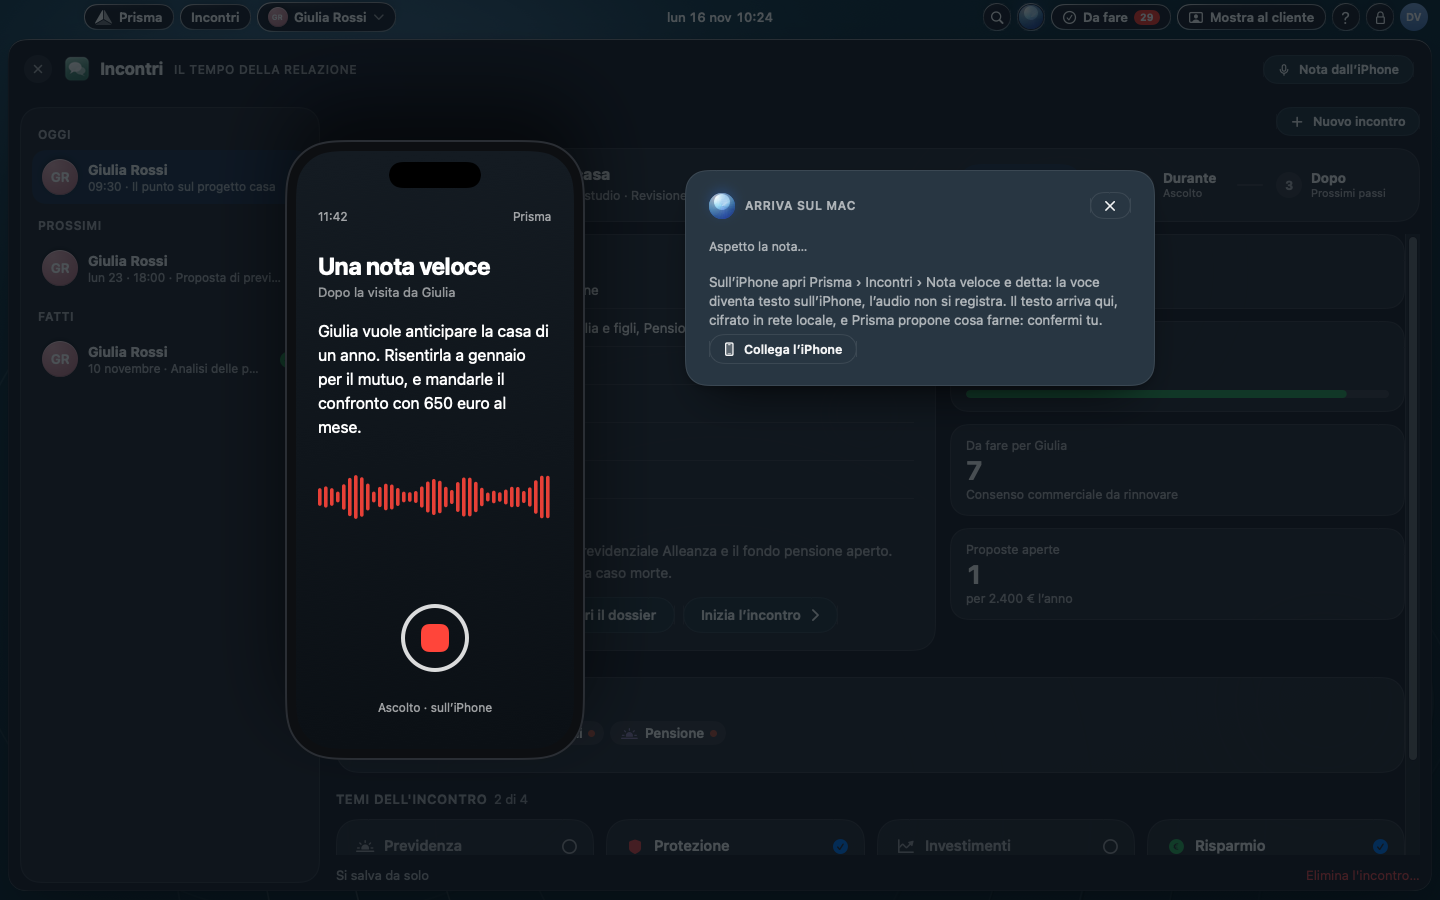 Prisma
Incontri
GR Giulia Rossi
lun 16 nov 10:24
Da fare 29
Mostra al cliente
?
DV
Incontri IL TEMPO DELLA RELAZIONE
Nota dall'iPhone
Nuovo incontro
OGGI
GR
Giulia Rossi
09:30 · Il punto sul progetto casa
PROSSIMI
GR
Giulia Rossi
lun 23 · 18:00 · Proposta di previ...
FATTI
GR
Giulia Rossi
10 novembre · Analisi delle p...
11:42 Prisma
Una nota veloce
Dopo la visita da Giulia
Giulia vuole anticipare la casa di
un anno. Risentirla a gennaio
per il mutuo, e mandarle il
confronto con 650 euro al
mese.
Ascolto · sull'iPhone
ARRIVA SUL MAC
Aspetto la nota...
Sull'iPhone apri Prisma › Incontri › Nota veloce e detta: la voce
diventa testo sull'iPhone, l'audio non si registra. Il testo arriva qui,
cifrato in rete locale, e Prisma propone cosa farne: confermi tu.
Collega l'iPhone
studio · Revisione
Durante
Ascolto
3
Dopo
Prossimi passi
e figli, Pensio
Da fare per Giulia
7
Consenso commerciale da rinnovare
Proposte aperte
1
per 2.400 € l'anno
Alleanza e il fondo pensione aperto.
caso morte.
il dossier
Inizia l'incontro
Pensione
TEMI DELL'INCONTRO 2 di 4
Previdenza
Protezione
Investimenti
Risparmio
Si salva da solo
Elimina l'incontro...